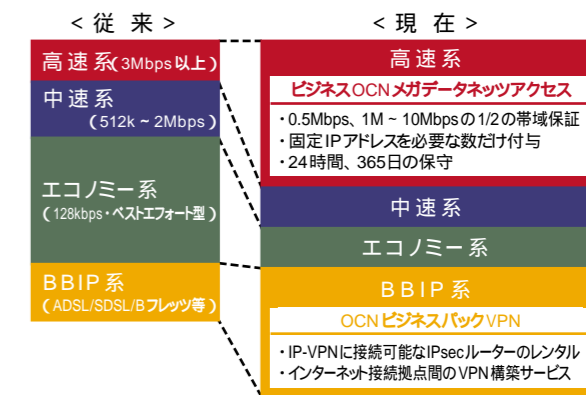 <従 来>
高速系(3Mbps以上)
中速系
(512k~2Mbps)
エコノミー系
(128kbps・ベストエフォート型)
BBIP系
(ADSL/SDSL/Bフレッツ等)
<現 在>
高速系
ビジネスOCNメガデータネッツアクセス
・0.5Mbps、1M~10Mbpsの1/2の帯域保証
・固定IPアドレスを必要な数だけ付与
・24時間、365日の保守
中速系
エコノミー系
BBIP系
OCNビジネスパックVPN
・IP-VPNに接続可能なIPsecルーターのレンタル
・インターネット接続拠点間のVPN構築サービス